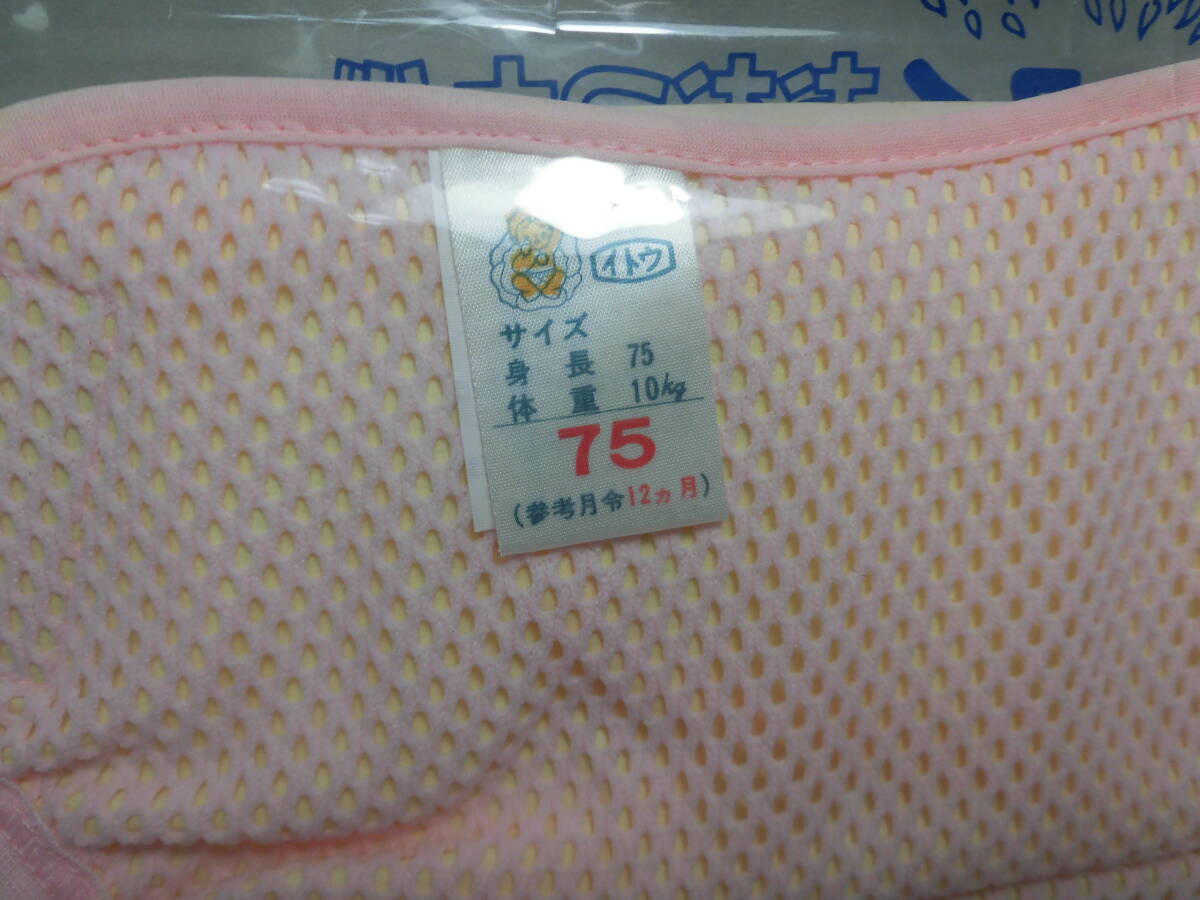 イトウ
サイズ
身長 75
体重 10kg
75
(参考月令12ヵ月)